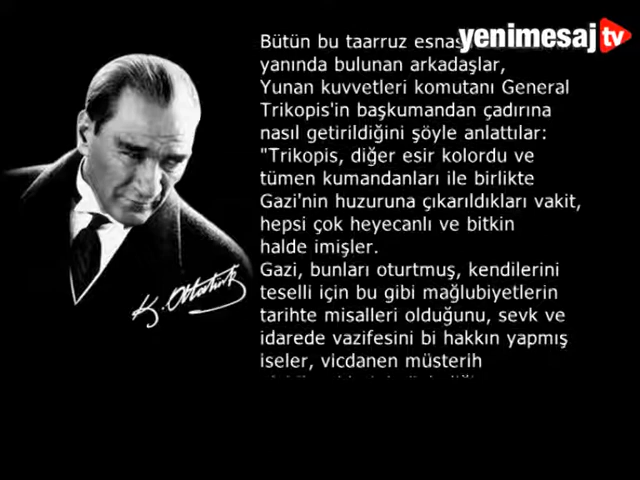 yenimesaj tv
Bütün bu taarruz
yanında bulunan arkadaşlar,
Yunan kuvvetleri komutanı General
Trikopis'in başkumandan çadırına
nasıl getirildiğini şöyle anlattılar:
"Trikopis, diğer esir kolordu ve
tümen kumandanları ile birlikte
Gazi'nin huzuruna çıkarıldıkları vakit,
hepsi çok heyecanlı ve bitkin
halde imişler.
Gazi, bunları oturtmuş, kendilerini
teselli için bu gibi mağlubiyetlerin
tarihte misalleri olduğunu, sevk ve
idarede vazifesini bi hakkın yapmış
iseler, vicdanen müsterih
K. Atatürk